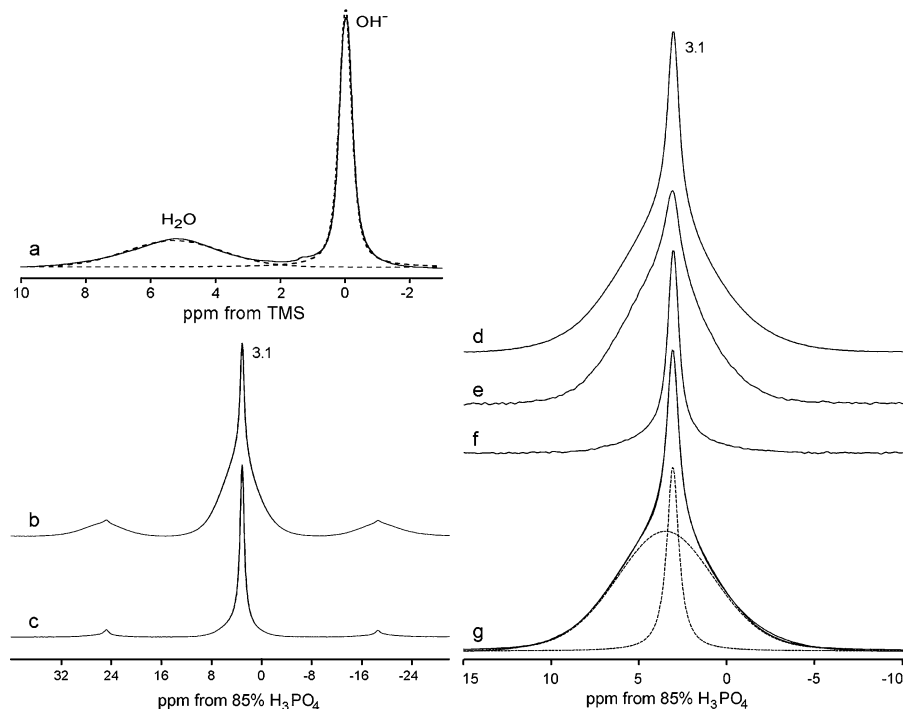 OH⁻
H₂O
a
10 8 6 4 2 0 -2
ppm from TMS
3.1
b
c
32 24 16 8 0 -8 -16 -24
ppm from 85% H₃PO₄
3.1
d
e
f
g
15 10 5 0 -5 -10
ppm from 85% H₃PO₄